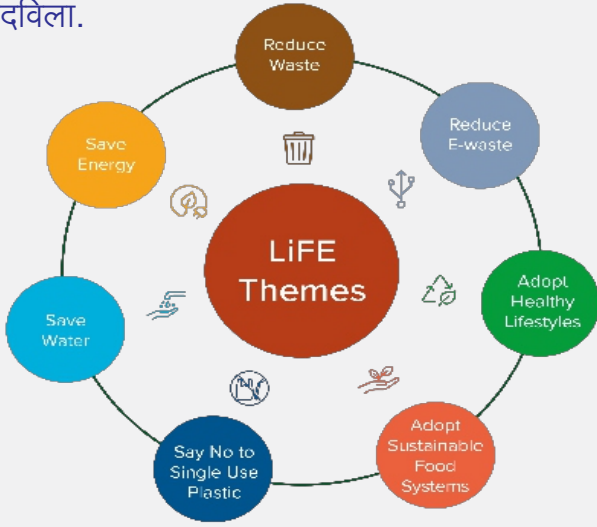 दविला.
Reduce
Waste
Reduce
E-waste
Adopt
Healthy
Lifestyles
Adopt
Sustainable
Food
Systems
Say No to
Single Use
Plastic
Save
Water
Save
Energy
LiFE
Themes